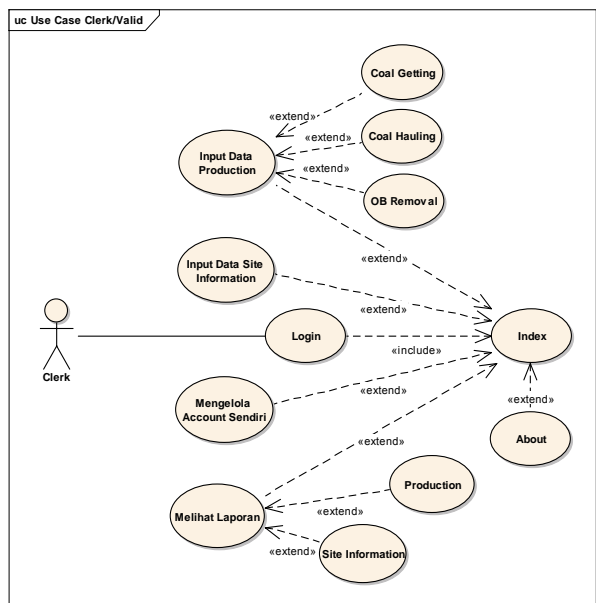 uc Use Case Clerk/Valid
Coal Getting
«extend»
Coal Hauling
«extend»
Input Data
Production
«extend»
OB Removal
«extend»
Input Data Site
Information
«extend»
Login
Index
«include»
Clerk
Mengelola
Account Sendiri
«extend»
«extend»
About
«extend»
Production
Melihat Laporan
«extend»
Site Information
«extend»